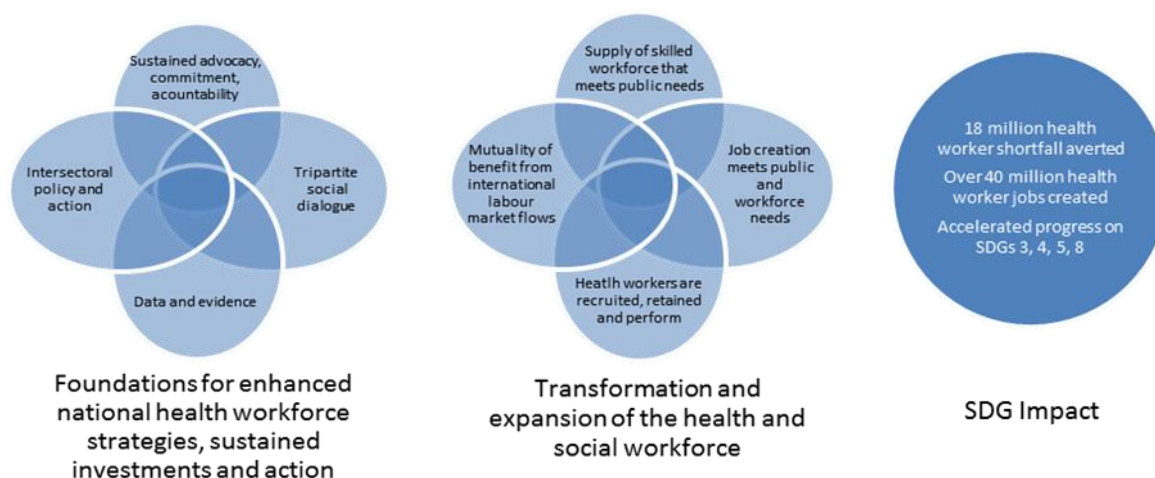 Sustained advocacy,
commitment,
acountability
Intersectoral
policy and
action
Tripartite
social
dialogue
Data and evidence
Foundations for enhanced
national health workforce
strategies, sustained
investments and action
Supply of skilled
workforce that
meets public needs
Mutuality of
benefit from
international
labour
market flows
Job creation
meets public
and
workforce
needs
Heatlh workers are
recruited, retained
and perform
Transformation and
expansion of the health and
social workforce
18 million health
worker shortfall averted
Over 40 million health
worker jobs created
Accelerated progress on
SDGs 3, 4, 5, 8
SDG Impact